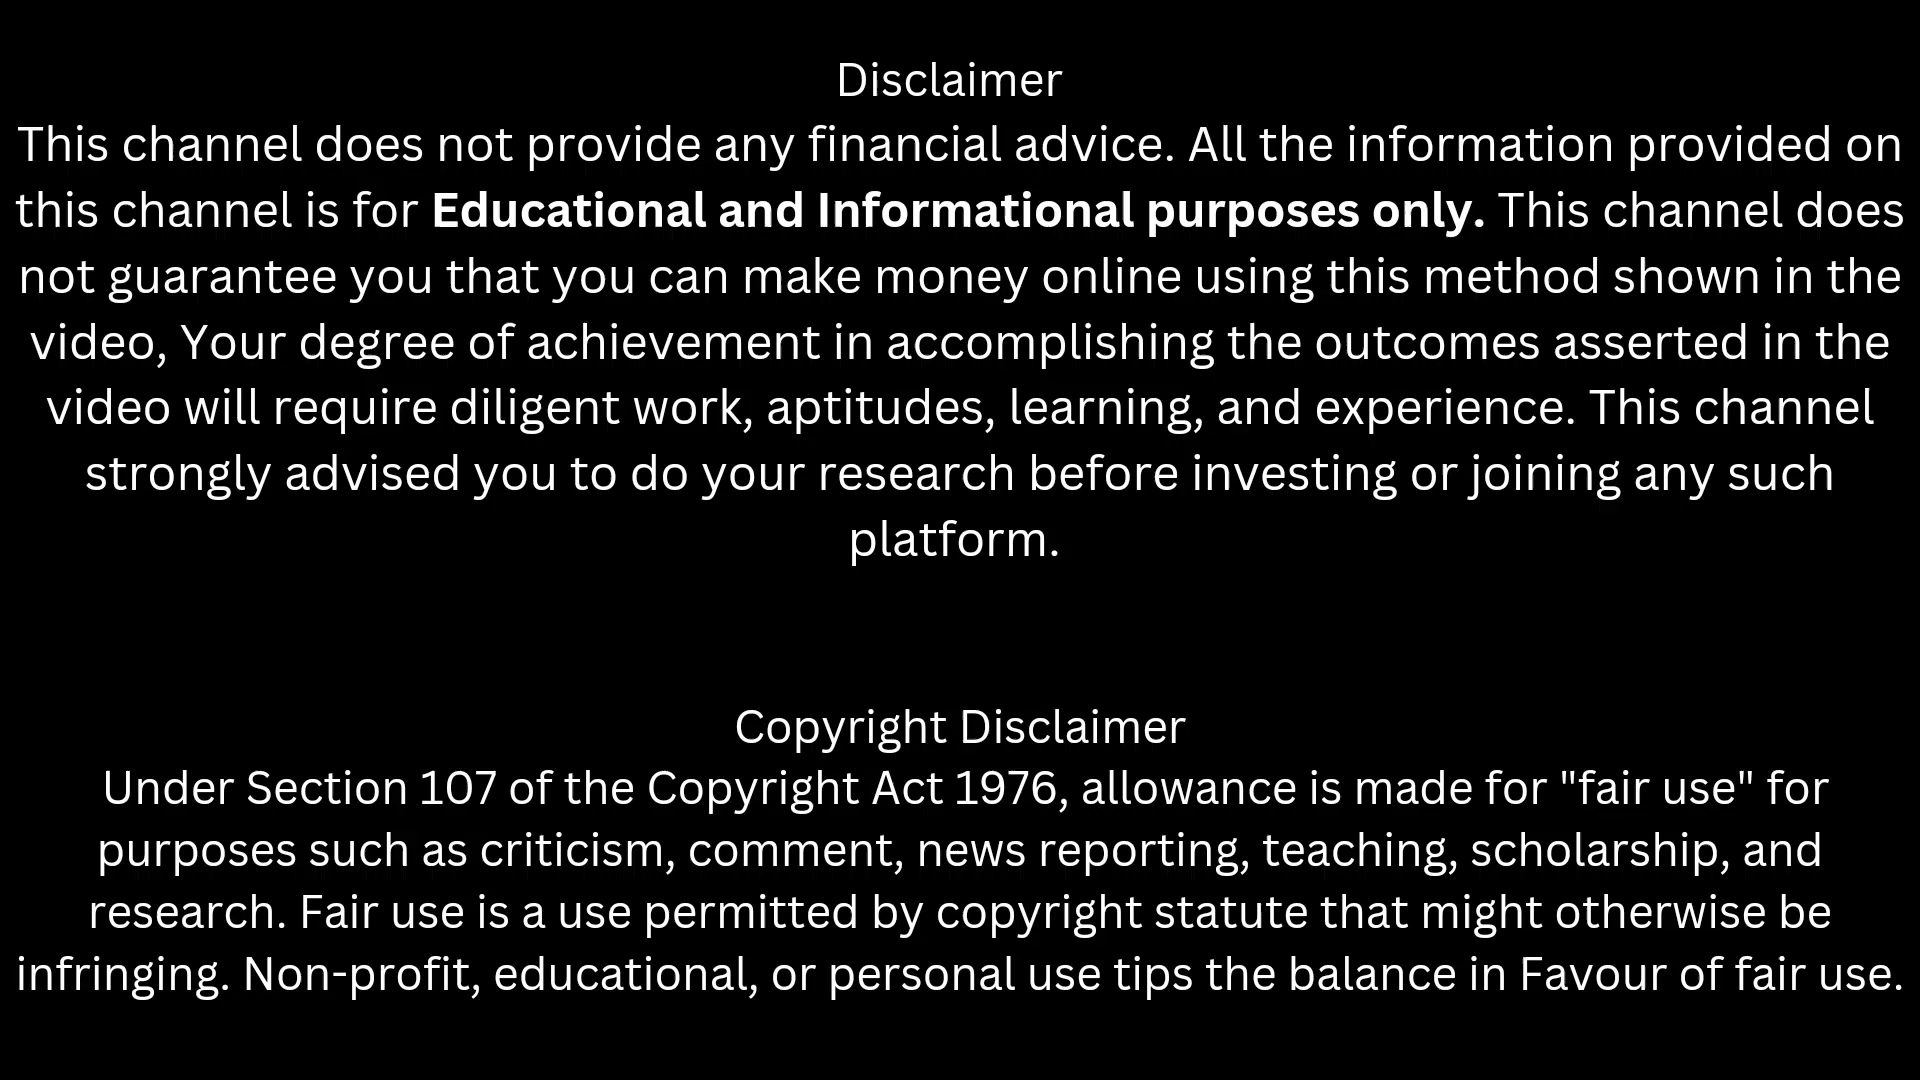 Disclaimer
This channel does not provide any financial advice. All the information provided on
this channel is for Educational and Informational purposes only. This channel does
not guarantee you that you can make money online using this method shown in the
video, Your degree of achievement in accomplishing the outcomes asserted in the
video will require diligent work, aptitudes, learning, and experience. This channel
strongly advised you to do your research before investing or joining any such
platform.
Copyright Disclaimer
Under Section 107 of the Copyright Act 1976, allowance is made for "fair use" for
purposes such as criticism, comment, news reporting, teaching, scholarship, and
research. Fair use is a use permitted by copyright statute that might otherwise be
infringing. Non-profit, educational, or personal use tips the balance in Favour of fair use.